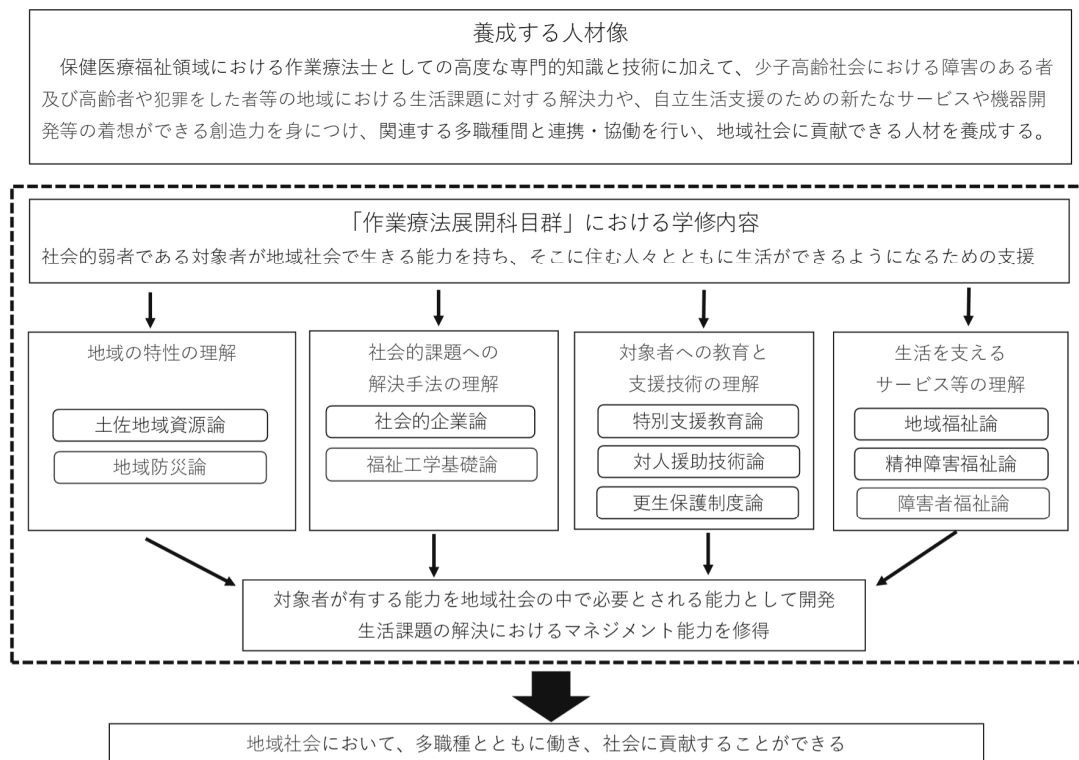 養成する人材像
保健医療福祉領域における作業療法士としての高度な専門的知識と技術に加えて、少子高齢社会における障害のある者
及び高齢者や犯罪をした者等の地域における生活課題に対する解決力や、自立生活支援のための新たなサービスや機器開
発等の着想ができる創造力を身につけ、関連する多職種間と連携・協働を行い、地域社会に貢献できる人材を養成する。
「作業療法展開科目群」における学修内容
社会的弱者である対象者が地域社会で生きる能力を持ち、そこに住む人々とともに生活ができるようになるための支援
地域の特性の理解
土佐地域資源論
地域防災論
社会的課題への
解決手法の理解
社会的企業論
福祉工学基礎論
対象者への教育と
支援技術の理解
特別支援教育論
対人援助技術論
更生保護制度論
生活を支える
サービス等の理解
地域福祉論
精神障害福祉論
障害者福祉論
対象者が有する能力を地域社会の中で必要とされる能力として開発
生活課題の解決におけるマネジメント能力を修得
地域社会において、多職種とともに働き、社会に貢献することができる